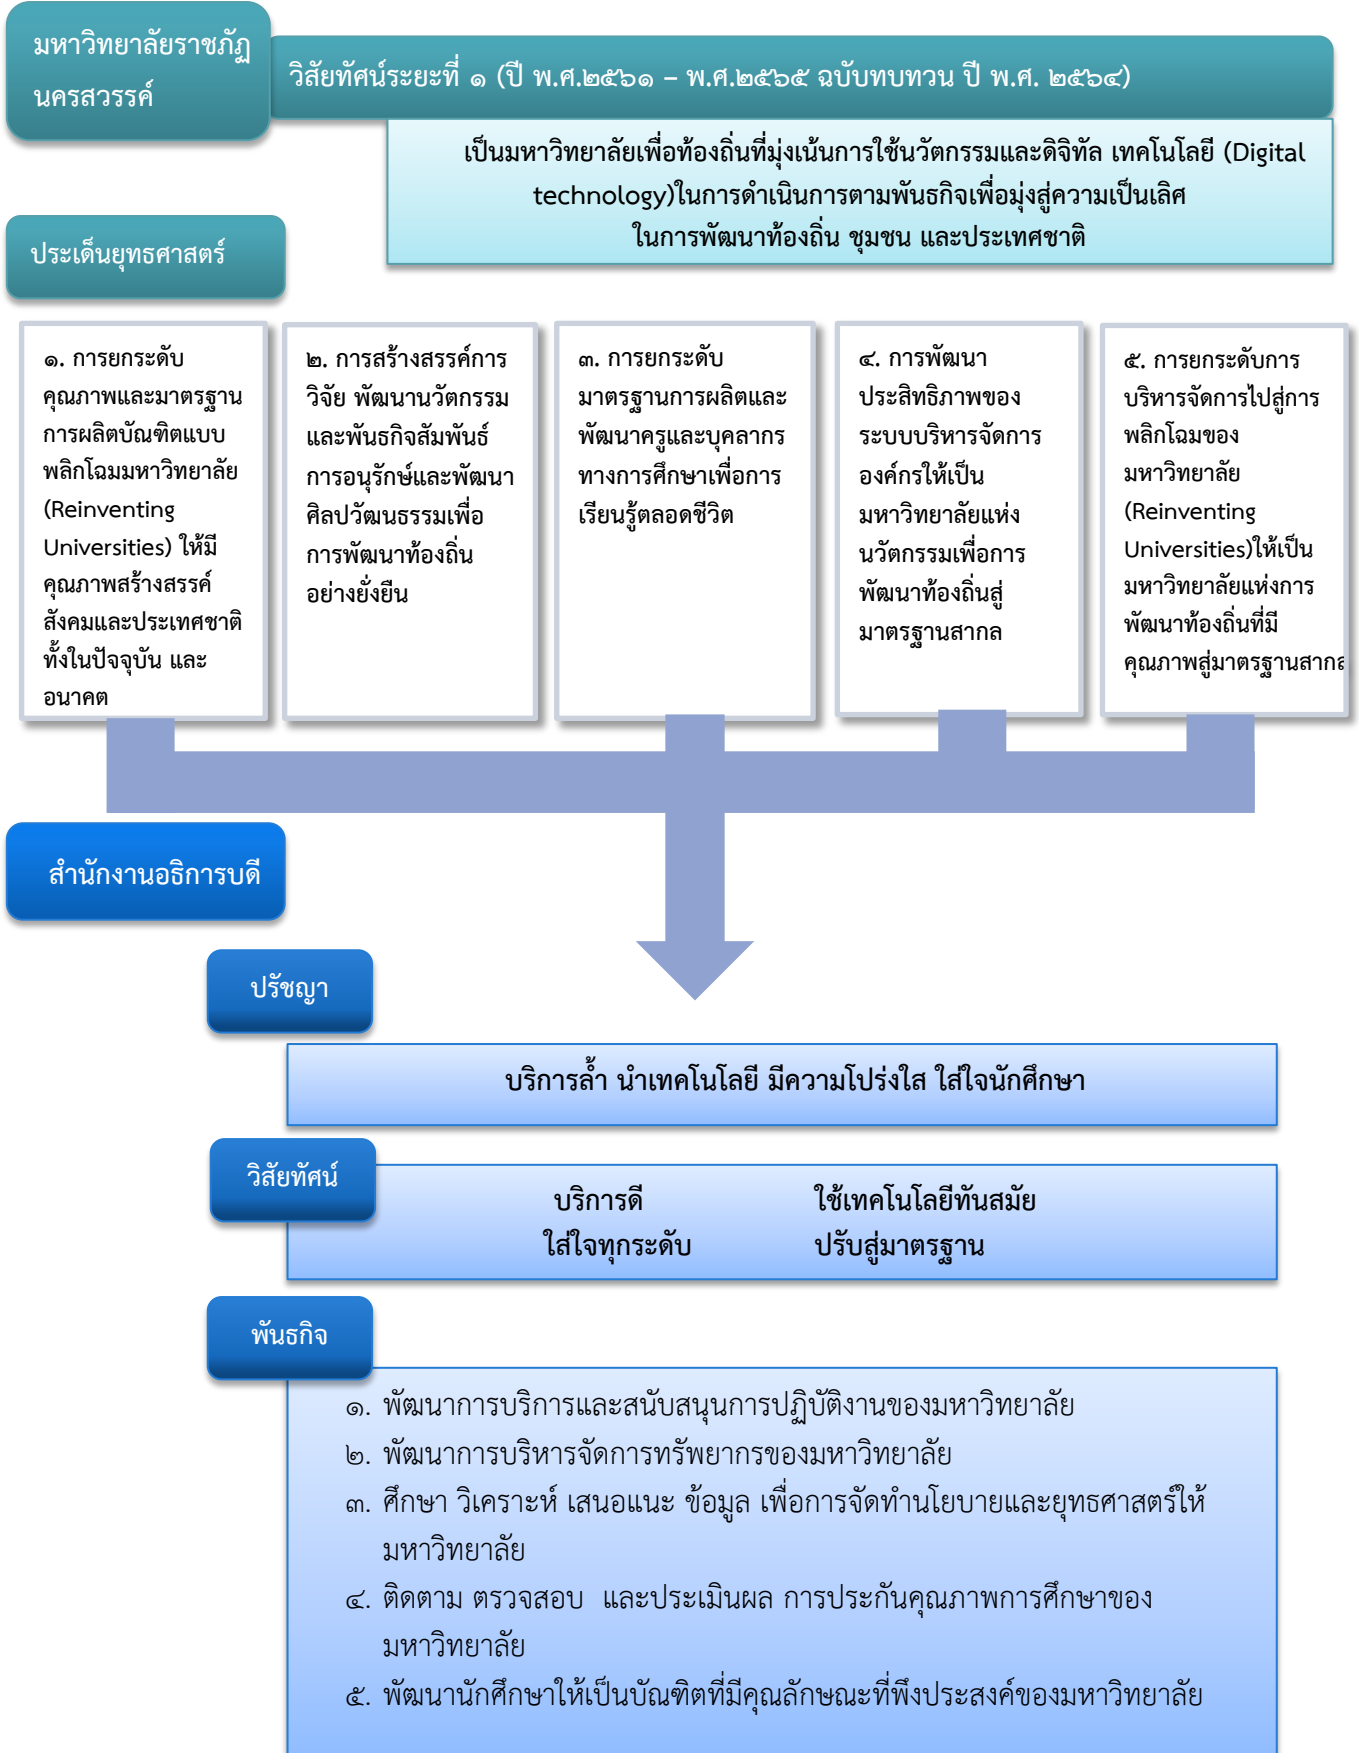 มหาวิทยาลัยราชภัฏ
นครสวรรค์
วิสัยทัศน์ระยะที่ ๑ (ปี พ.ศ.๒๕๖๑ – พ.ศ.๒๕๖๕ ฉบับทบทวน ปี พ.ศ. ๒๕๖๔)
เป็นมหาวิทยาลัยเพื่อท้องถิ่นที่มุ่งเน้นการใช้นวัตกรรมและดิจิทัล เทคโนโลยี (Digital
technology)ในการดำเนินการตามพันธกิจเพื่อมุ่งสู่ความเป็นเลิศ
ในการพัฒนาท้องถิ่น ชุมชน และประเทศชาติ
ประเด็นยุทธศาสตร์
๑. การยกระดับ
คุณภาพและมาตรฐาน
การผลิตบัณฑิตแบบ
พลิกโฉมมหาวิทยาลัย
(Reinventing
Universities) ให้มี
คุณภาพสร้างสรรค์
สังคมและประเทศชาติ
ทั้งในปัจจุบัน และ
อนาคต
๒. การสร้างสรรค์การ
วิจัย พัฒนานวัตกรรม
และพันธกิจสัมพันธ์
การอนุรักษ์และพัฒนา
ศิลปวัฒนธรรมเพื่อ
การพัฒนาท้องถิ่น
อย่างยั่งยืน
๓. การยกระดับ
มาตรฐานการผลิตและ
พัฒนาครูและบุคลากร
ทางการศึกษาเพื่อการ
เรียนรู้ตลอดชีวิต
๔. การพัฒนา
ประสิทธิภาพของ
ระบบบริหารจัดการ
องค์กรให้เป็น
มหาวิทยาลัยแห่ง
นวัตกรรมเพื่อการ
พัฒนาท้องถิ่นสู่
มาตรฐานสากล
๕. การยกระดับการ
บริหารจัดการไปสู่การ
พลิกโฉมของ
มหาวิทยาลัย
(Reinventing
Universities)ให้เป็น
มหาวิทยาลัยแห่งการ
พัฒนาท้องถิ่นที่มี
คุณภาพสู่มาตรฐานสากล
สำนักงานอธิการบดี
ปรัชญา
บริการล้ำ นำเทคโนโลยี มีความโปร่งใส ใส่ใจนักศึกษา
วิสัยทัศน์
บริการดี ใช้เทคโนโลยีทันสมัย
ใส่ใจทุกระดับ ปรับสู่มาตรฐาน
พันธกิจ
๑. พัฒนาการบริการและสนับสนุนการปฏิบัติงานของมหาวิทยาลัย
๒. พัฒนาการบริหารจัดการทรัพยากรของมหาวิทยาลัย
๓. ศึกษา วิเคราะห์ เสนอแนะ ข้อมูล เพื่อการจัดทำนโยบายและยุทธศาสตร์ให้
มหาวิทยาลัย
๔. ติดตาม ตรวจสอบ และประเมินผล การประกันคุณภาพการศึกษาของ
มหาวิทยาลัย
๕. พัฒนานักศึกษาให้เป็นบัณฑิตที่มีคุณลักษณะที่พึงประสงค์ของมหาวิทยาลัย